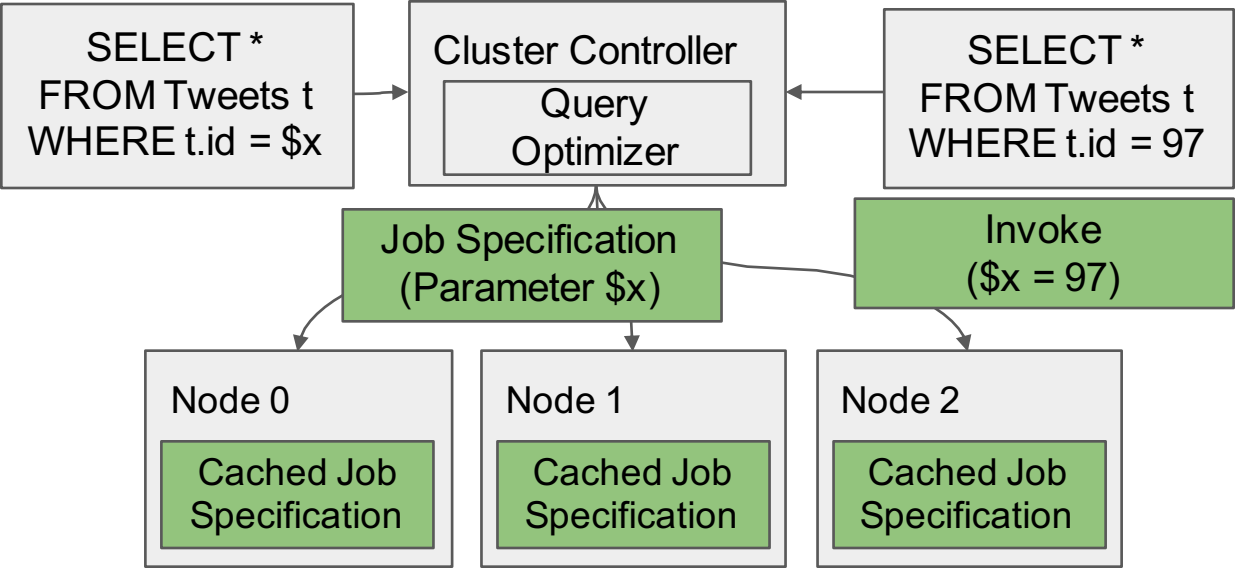 SELECT *
FROM Tweets t
WHERE t.id = $x
Cluster Controller
Query
Optimizer
SELECT *
FROM Tweets t
WHERE t.id = 97
Job Specification
(Parameter $x)
Invoke
($x = 97)
Node 0
Cached Job
Specification
Node 1
Cached Job
Specification
Node 2
Cached Job
Specification